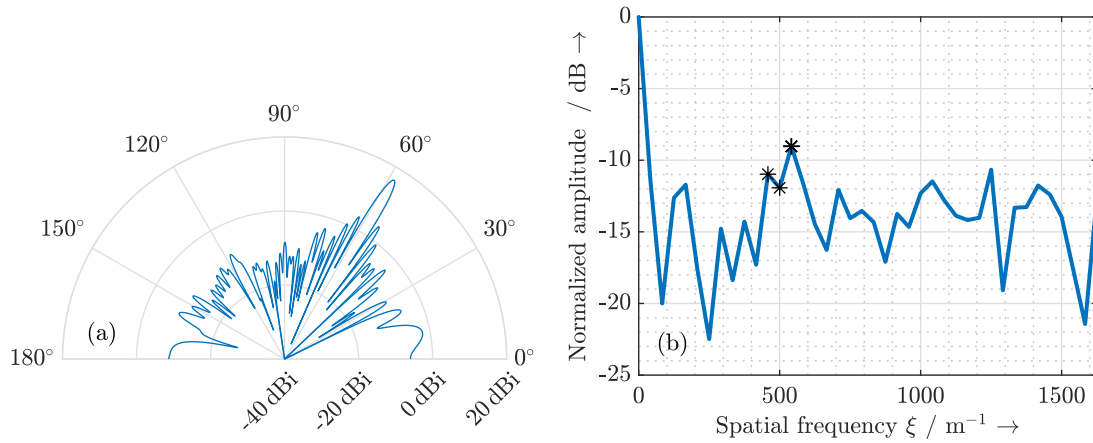 90°
120°
60°
150°
30°
(a)
180°
0°
-40 dBi
-20 dBi
0 dBi
20 dBi
Normalized amplitude / dB →
0
-5
-10
-15
-20
-25
(b)
0
500
1000
1500
Spatial frequency ξ / m⁻¹ →